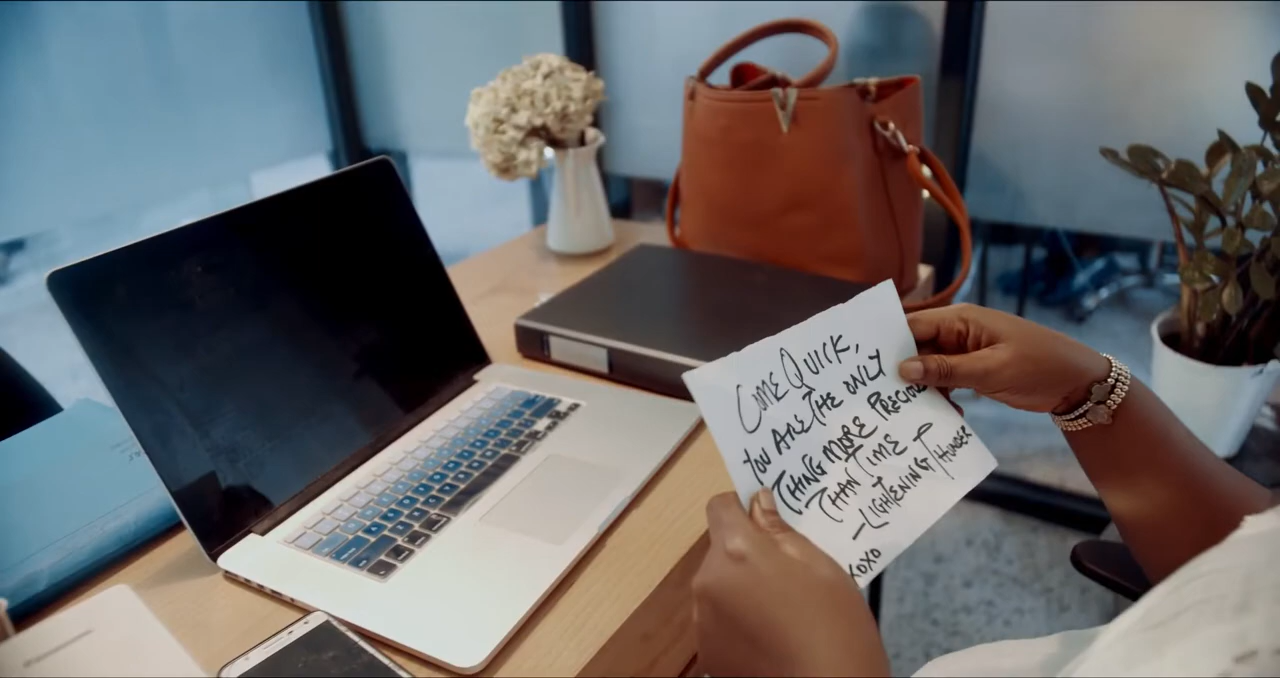 COME QUICK,
YOU ARE THE ONLY
THING MORE PRECIOUS
THAN TIME
-LIGHTENING THUNDER
XOXO